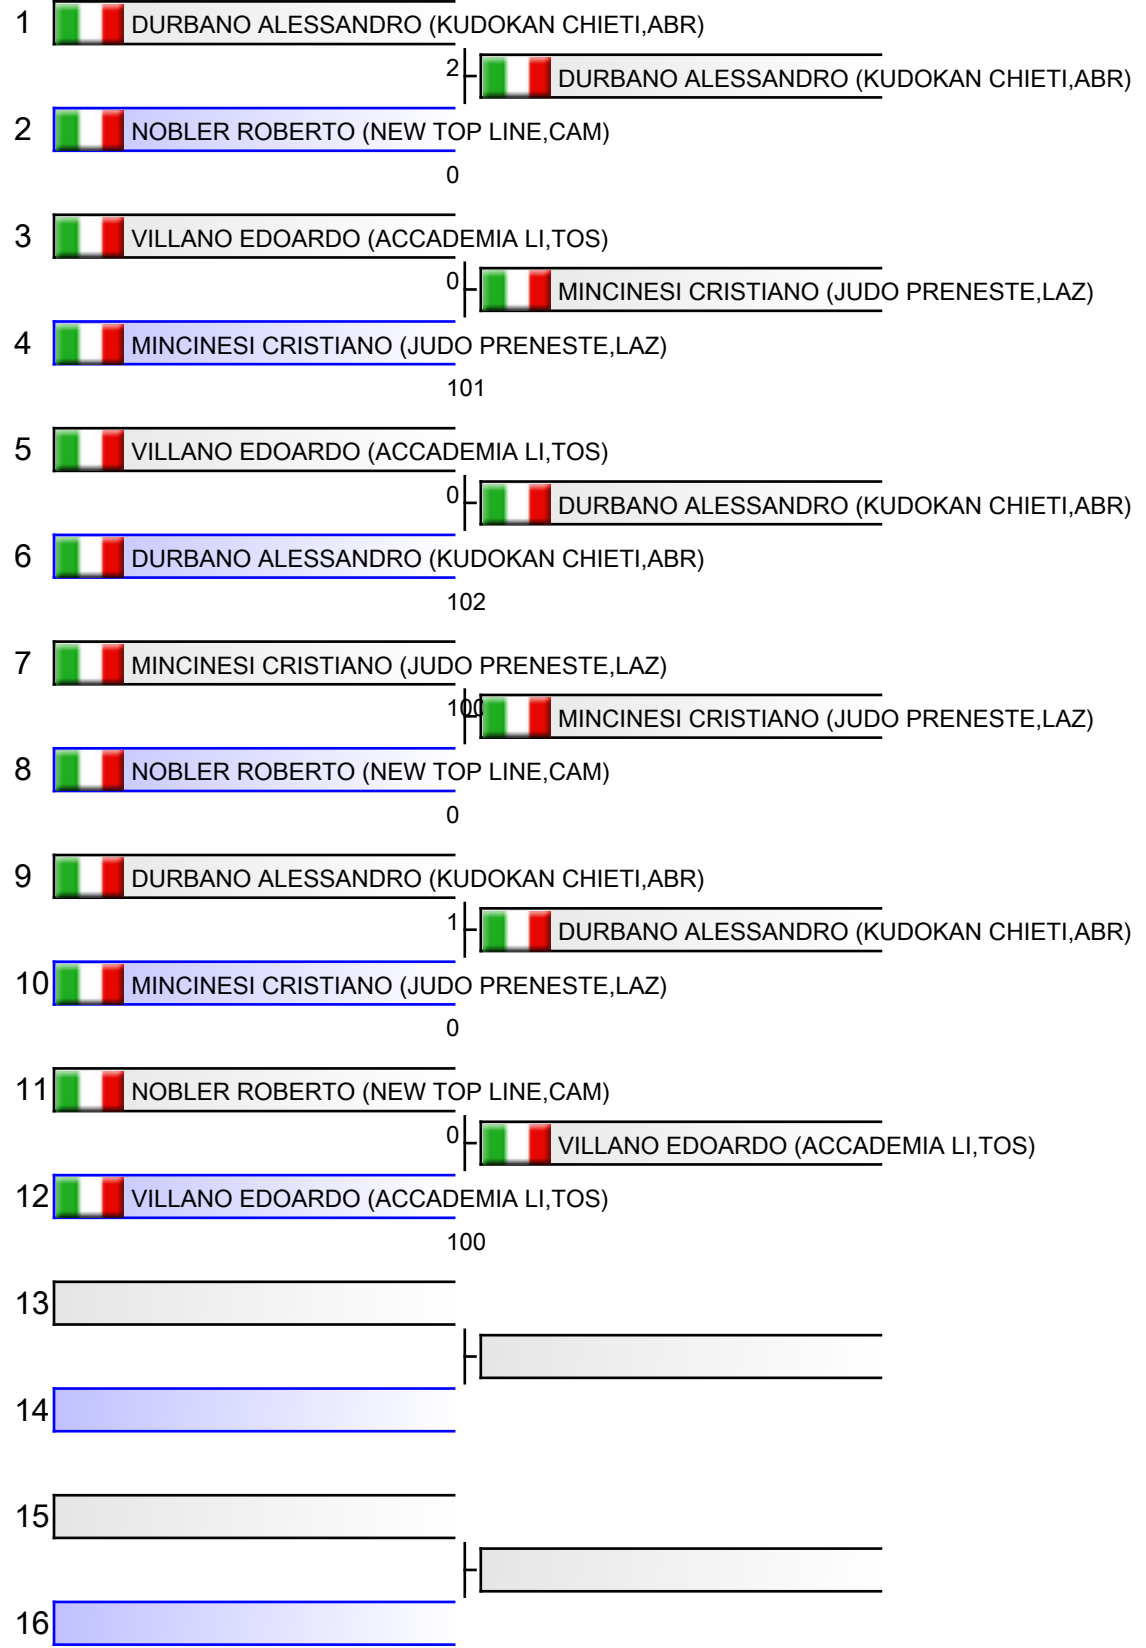 1 DURBANO ALESSANDRO (KUDOKAN CHIETI,ABR)
2 DURBANO ALESSANDRO (KUDOKAN CHIETI,ABR)
2 NOBLER ROBERTO (NEW TOP LINE,CAM)
0
3 VILLANO EDOARDO (ACCADEMIA LI,TOS)
0 MINCINESI CRISTIANO (JUDO PRENESTE,LAZ)
4 MINCINESI CRISTIANO (JUDO PRENESTE,LAZ)
101
5 VILLANO EDOARDO (ACCADEMIA LI,TOS)
0 DURBANO ALESSANDRO (KUDOKAN CHIETI,ABR)
6 DURBANO ALESSANDRO (KUDOKAN CHIETI,ABR)
102
7 MINCINESI CRISTIANO (JUDO PRENESTE,LAZ)
100 MINCINESI CRISTIANO (JUDO PRENESTE,LAZ)
8 NOBLER ROBERTO (NEW TOP LINE,CAM)
0
9 DURBANO ALESSANDRO (KUDOKAN CHIETI,ABR)
1 DURBANO ALESSANDRO (KUDOKAN CHIETI,ABR)
10 MINCINESI CRISTIANO (JUDO PRENESTE,LAZ)
0
11 NOBLER ROBERTO (NEW TOP LINE,CAM)
0 VILLANO EDOARDO (ACCADEMIA LI,TOS)
12 VILLANO EDOARDO (ACCADEMIA LI,TOS)
100
13
14
15
16